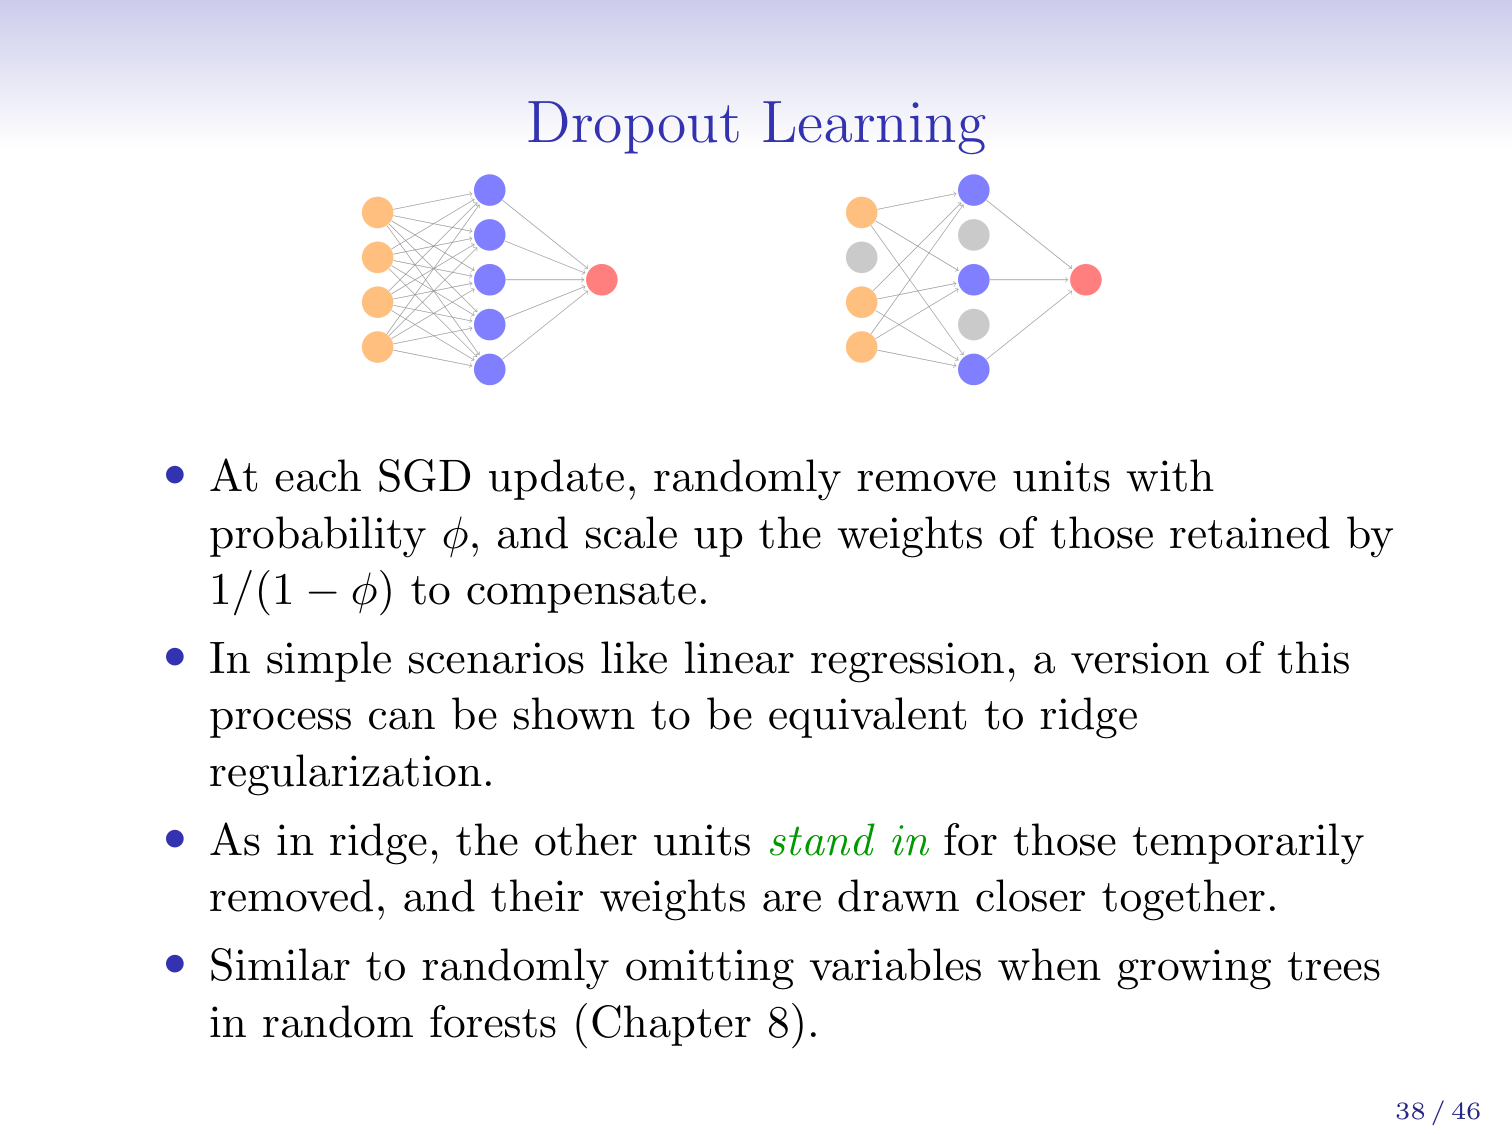 Dropout Learning
• At each SGD update, randomly remove units with
probability ϕ, and scale up the weights of those retained by
1/(1 − ϕ) to compensate.
• In simple scenarios like linear regression, a version of this
process can be shown to be equivalent to ridge
regularization.
• As in ridge, the other units stand in for those temporarily
removed, and their weights are drawn closer together.
• Similar to randomly omitting variables when growing trees
in random forests (Chapter 8).
38 / 46